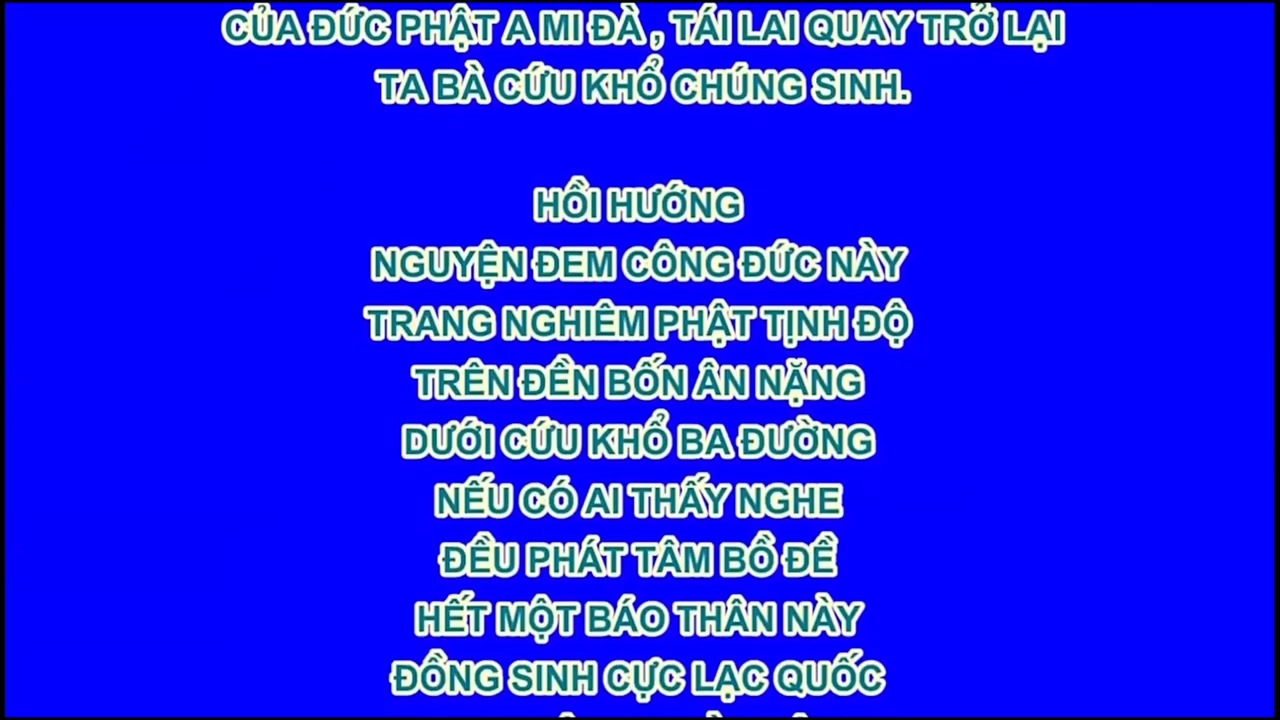 CỦA ĐỨC PHẬT A MI ĐÀ , TÁI LAI QUAY TRỞ LẠI
TA BÀ CỨU KHỔ CHÚNG SINH.
HỒI HƯỚNG
NGUYỆN ĐEM CÔNG ĐỨC NÀY
TRANG NGHIÊM PHẬT TỊNH ĐỘ
TRÊN ĐỀN BỐN ÂN NẶNG
DƯỚI CỨU KHỔ BA ĐƯỜNG
NẾU CÓ AI THẤY NGHE
ĐỀU PHÁT TÂM BỒ ĐỀ
HẾT MỘT BÁO THÂN NÀY
ĐỒNG SINH CỰC LẠC QUỐC